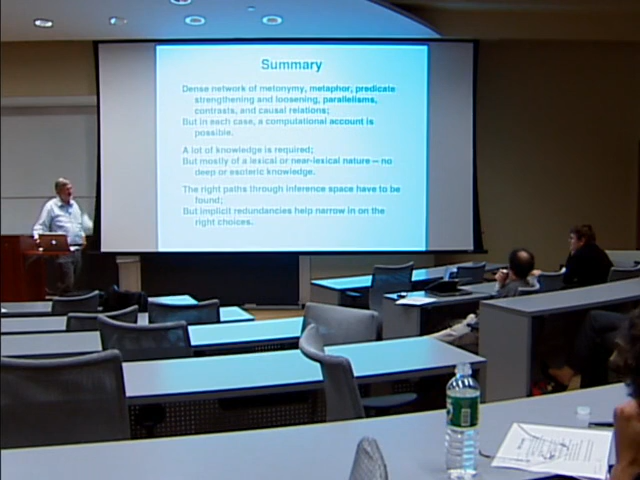 Summary
Dense network of metonymy, metaphor, predicate
strengthening and loosening, parallelisms,
contrasts, and causal relations;
But in each case, a computational account is
possible.
A lot of knowledge is required;
But mostly of a lexical or near-lexical nature — no
deep or esoteric knowledge.
The right paths through inference space have to be
found;
But implicit redundancies help narrow in on the
right choices.